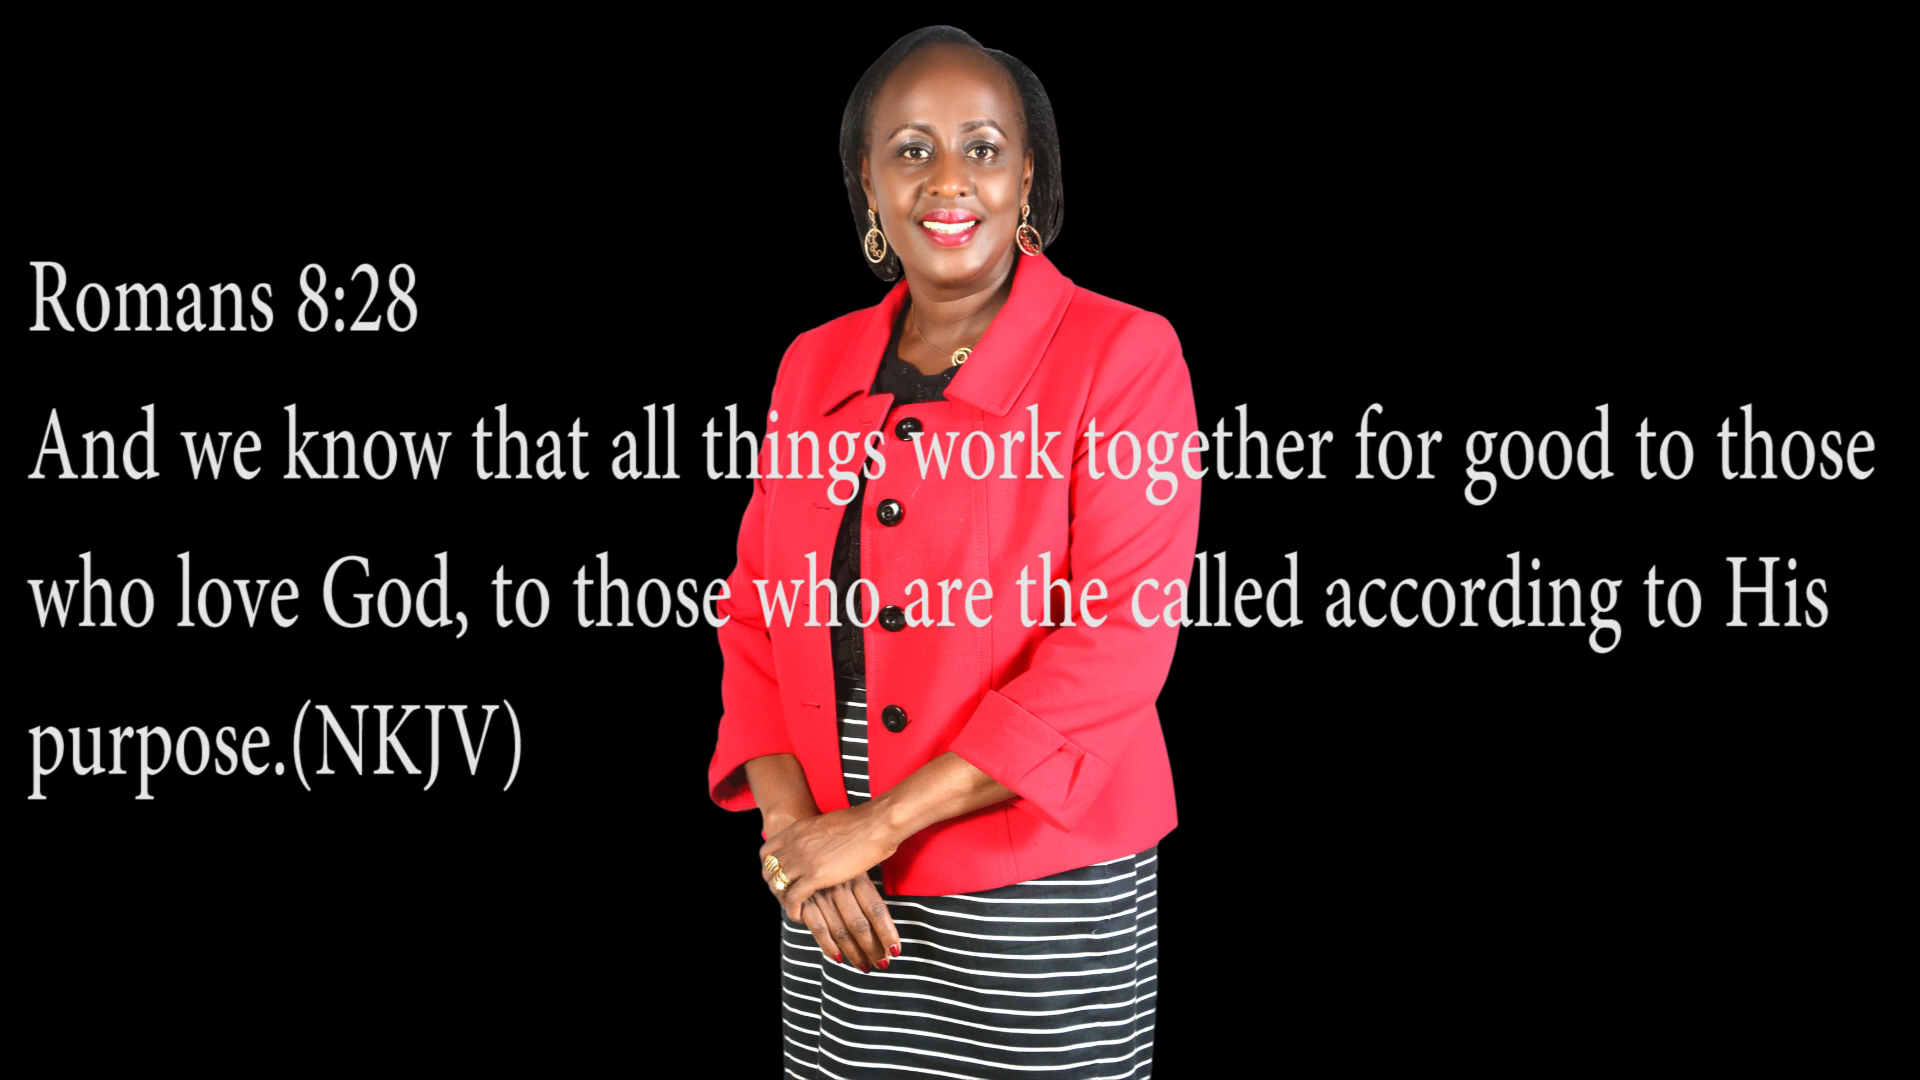 Romans 8:28
And we know that all things work together for good to those
who love God, to those who are the called according to His
purpose.(NKJV)